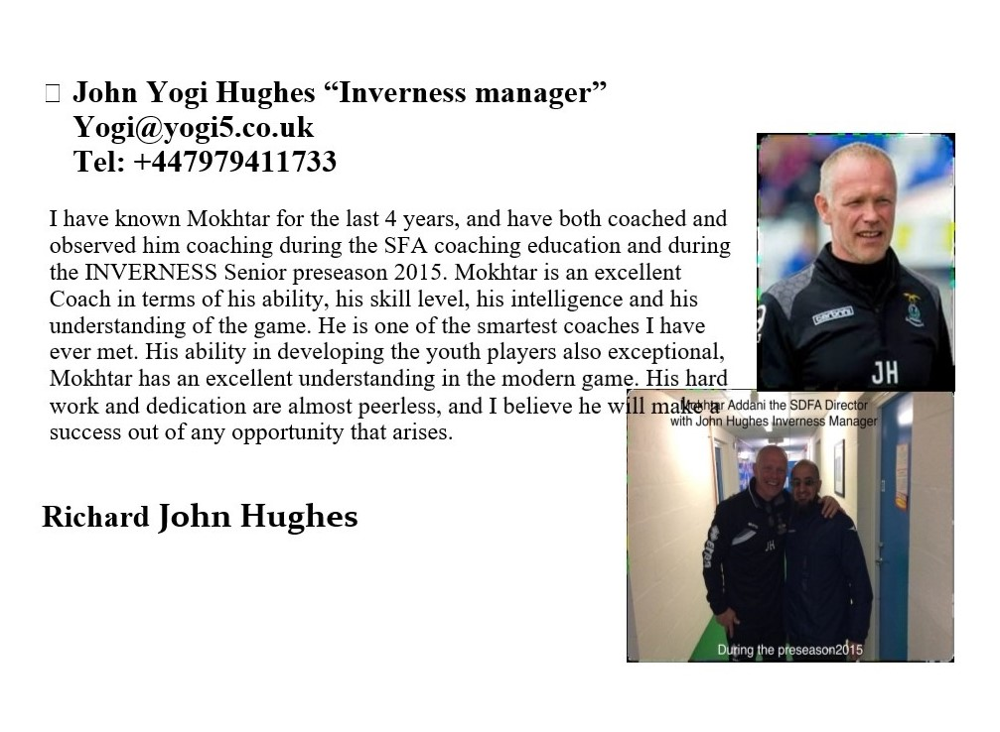 John Yogi Hughes “Inverness manager”
Yogi@yogi5.co.uk
Tel: +447979411733
I have known Mokhtar for the last 4 years, and have both coached and
observed him coaching during the SFA coaching education and during
the INVERNESS Senior preseason 2015. Mokhtar is an excellent
Coach in terms of his ability, his skill level, his intelligence and his
understanding of the game. He is one of the smartest coaches I have
ever met. His ability in developing the youth players also exceptional,
Mokhtar has an excellent understanding in the modern game. His hard
work and dedication are almost peerless, and I believe he will make a
success out of any opportunity that arises.
Richard John Hughes
JH
Mokhtar Addani the SDFA Director
with John Hughes Inverness Manager
JH
During the preseason2015